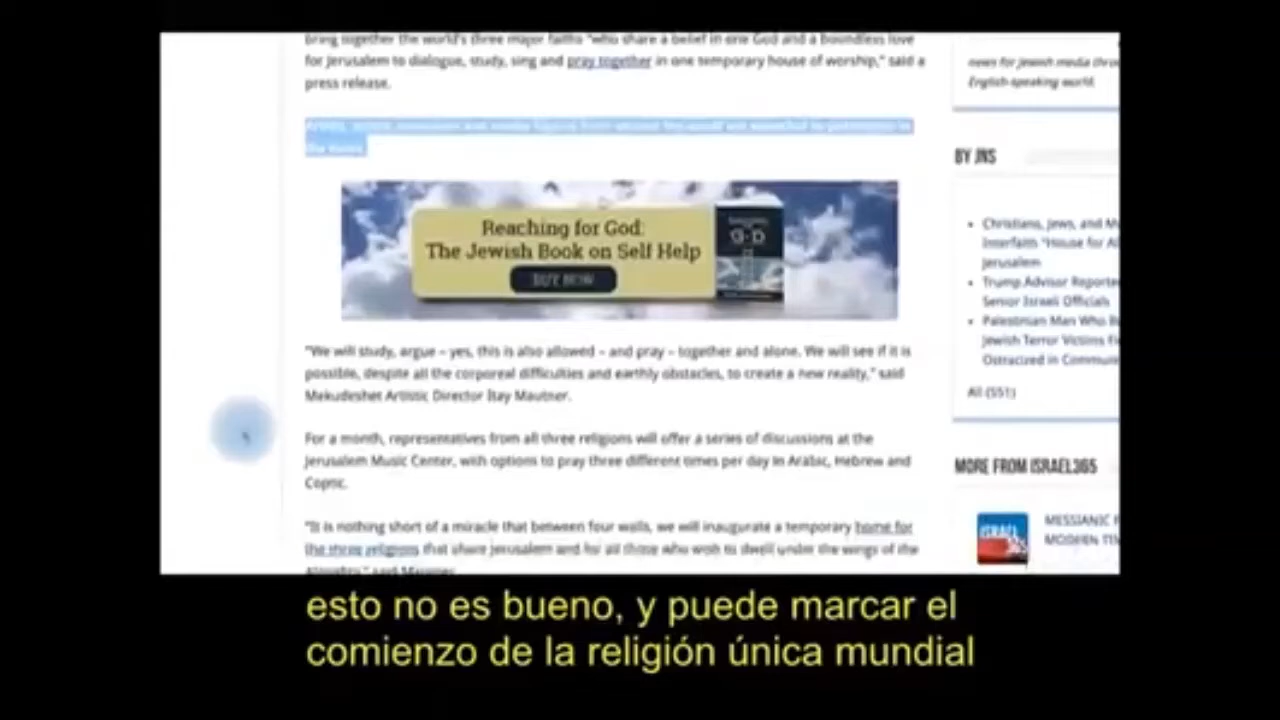 bring together the world's three major faiths "who share a belief in one God and a boundless love
for Jerusalem to dialogue, study, sing and pray together in one temporary house of worship," said a
press release.
Reaching for God:
The Jewish Book on Self Help
BUY NOW
"We will study, argue – yes, this is also allowed – and pray – together and alone. We will see if it is
possible, despite all the corporeal difficulties and earthly obstacles, to create a new reality," said
Mekudeshet Artistic Director Itay Mautner.
For a month, representatives from all three religions will offer a series of discussions at the
Jerusalem Music Center, with options to pray three different times per day in Arabic, Hebrew and
Coptic.
"It is nothing short of a miracle that between four walls, we will inaugurate a temporary home for
the three religions that share Jerusalem and for all those who wish to dwell under the wings of the
Almighty," said Mautner.
news for Jewish media
English-speaking world.
BY JNS
• Christians, Jews, and
Interfaith "House for
Jerusalem
• Trump Advisor
Senior Israeli Officials
• Palestinian Man Who
Jewish Terror Victims
Ostracized in
All (551)
MORE FROM ISRAEL365
ISRAEL
365
MESSIANIC
MODERN
esto no es bueno, y puede marcar el
comienzo de la religión única mundial